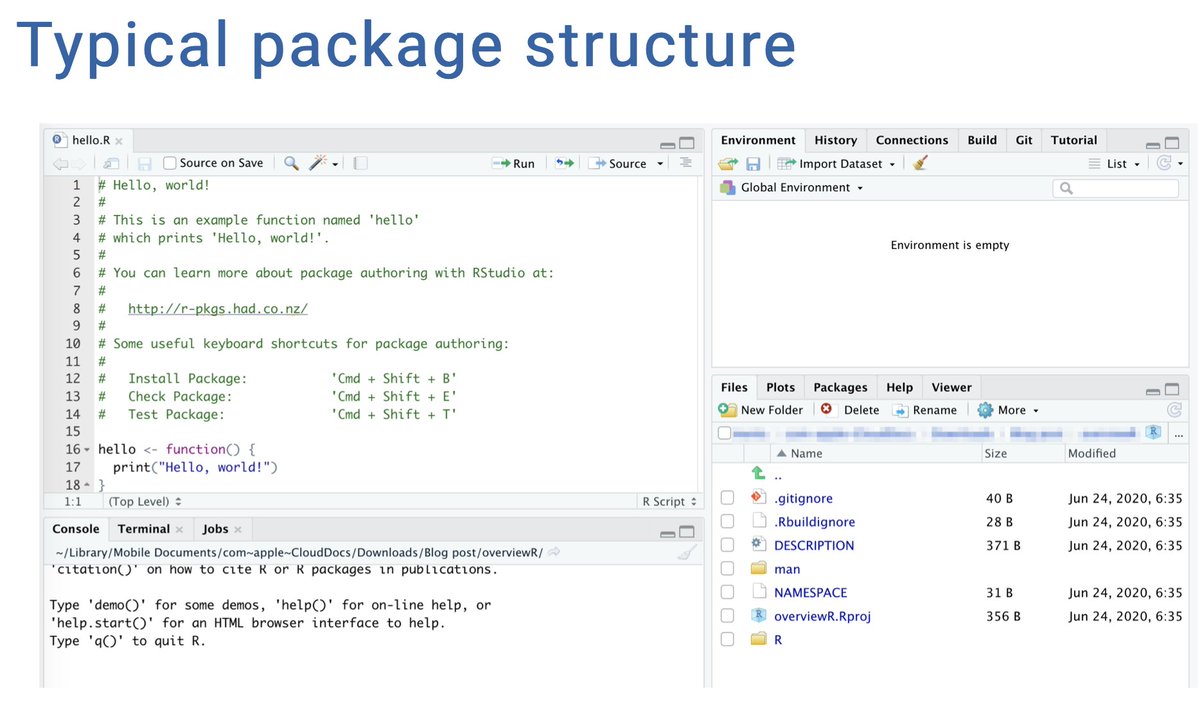 Typical package structure
hello.R
Source on Save
Run
Source
1 # Hello, world!
2 #
3 # This is an example function named 'hello'
4 # which prints 'Hello, world!'.
5 #
6 # You can learn more about package authoring with RStudio at:
7 #
8 #   http://r-pkgs.had.co.nz/
9 #
10 # Some useful keyboard shortcuts for package authoring:
11 #
12 #   Install Package:           'Cmd + Shift + B'
13 #   Check Package:             'Cmd + Shift + E'
14 #   Test Package:              'Cmd + Shift + T'
15
16 hello <- function() {
17   print("Hello, world!")
18 }
1:1 (Top Level) R Script
Console Terminal Jobs
~/Library/Mobile Documents/com~apple~CloudDocs/Downloads/Blog post/overviewR/
'citation()' on how to cite R or R packages in publications.
Type 'demo()' for some demos, 'help()' for on-line help, or
'help.start()' for an HTML browser interface to help.
Type 'q()' to quit R.
Environment History Connections Build Git Tutorial
Import Dataset List
Global Environment
Environment is empty
Files Plots Packages Help Viewer
New Folder Delete Rename More
...
Name Size Modified
..
.gitignore 40 B Jun 24, 2020, 6:35
.Rbuildignore 28 B Jun 24, 2020, 6:35
DESCRIPTION 371 B Jun 24, 2020, 6:35
man
NAMESPACE 31 B Jun 24, 2020, 6:35
overviewR.Rproj 356 B Jun 24, 2020, 6:35
R